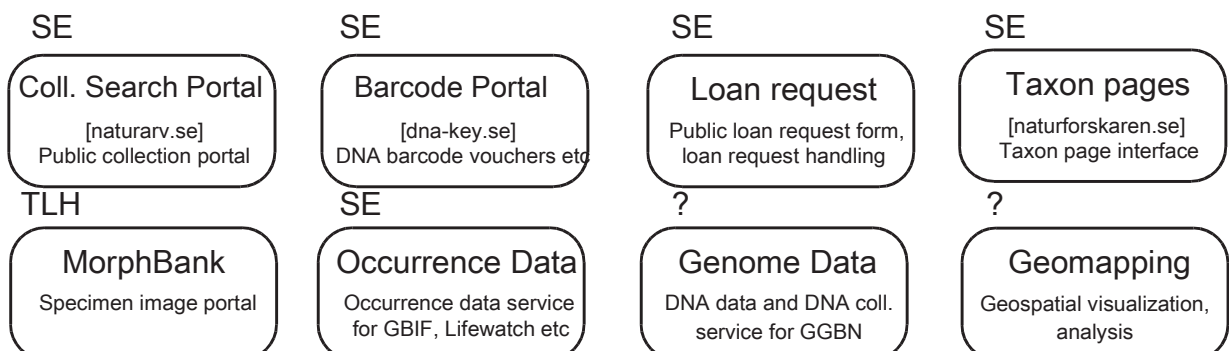 SE
Coll. Search Portal
[naturarv.se]
Public collection portal
SE
Barcode Portal
[dna-key.se]
DNA barcode vouchers etc
SE
Loan request
Public loan request form,
loan request handling
SE
Taxon pages
[naturforskaren.se]
Taxon page interface
TLH
MorphBank
Specimen image portal
SE
Occurrence Data
Occurrence data service
for GBIF, Lifewatch etc
?
Genome Data
DNA data and DNA coll.
service for GGBN
?
Geomapping
Geospatial visualization,
analysis